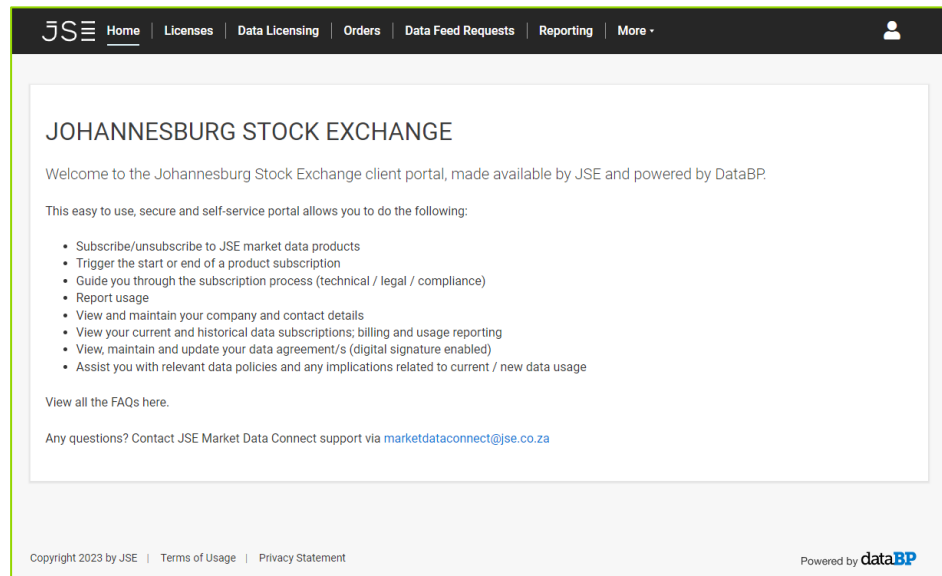 JSE Home | Licenses | Data Licensing | Orders | Data Feed Requests | Reporting | More
JOHANNESBURG STOCK EXCHANGE
Welcome to the Johannesburg Stock Exchange client portal, made available by JSE and powered by DataBP.
This easy to use, secure and self-service portal allows you to do the following:
• Subscribe/unsubscribe to JSE market data products
• Trigger the start or end of a product subscription
• Guide you through the subscription process (technical / legal / compliance)
• Report usage
• View and maintain your company and contact details
• View your current and historical data subscriptions; billing and usage reporting
• View, maintain and update your data agreement/s (digital signature enabled)
• Assist you with relevant data policies and any implications related to current / new data usage
View all the FAQs here.
Any questions? Contact JSE Market Data Connect support via marketdataconnect@jse.co.za
Copyright 2023 by JSE | Terms of Usage | Privacy Statement
Powered by dataBP